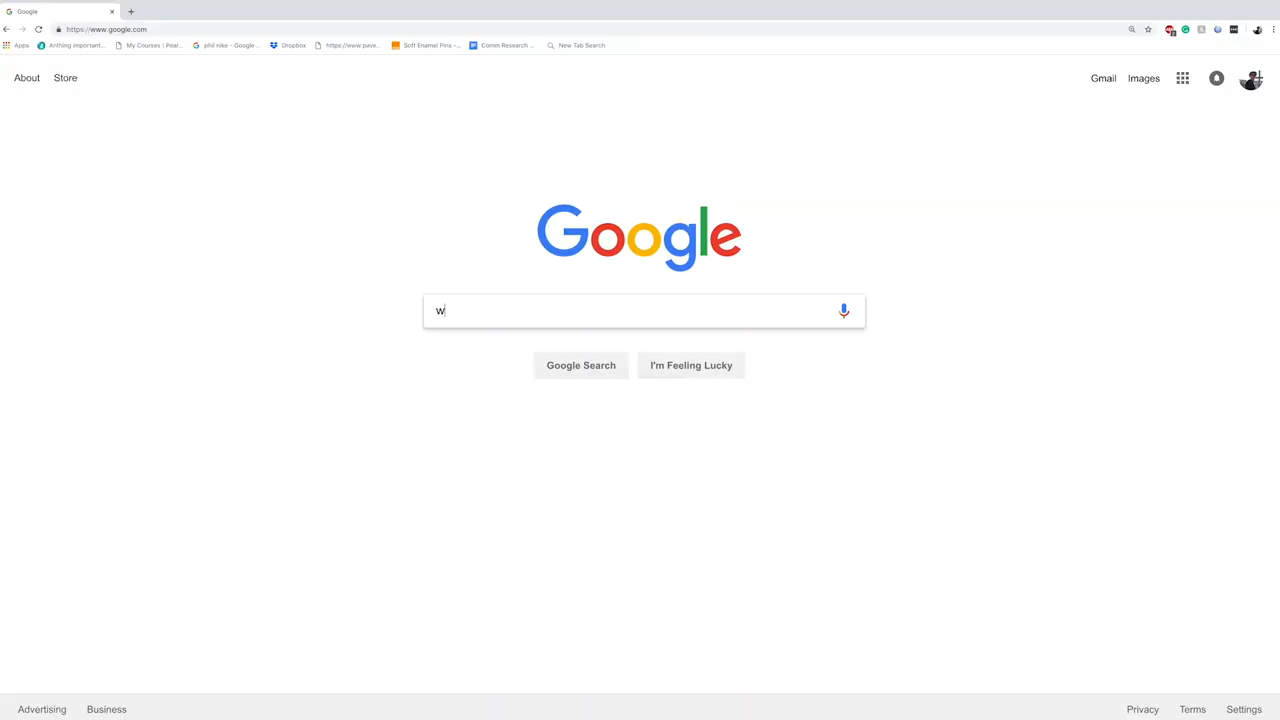 Google
https://www.google.com
Apps Anthing important... My Courses | Pear... phil nike - Google ... Dropbox https://www.pave... Soft Enamel Pins -... Comm Research ... New Tab Search
About Store Gmail Images
Google
w
Google Search I'm Feeling Lucky
Advertising Business Privacy Terms Settings